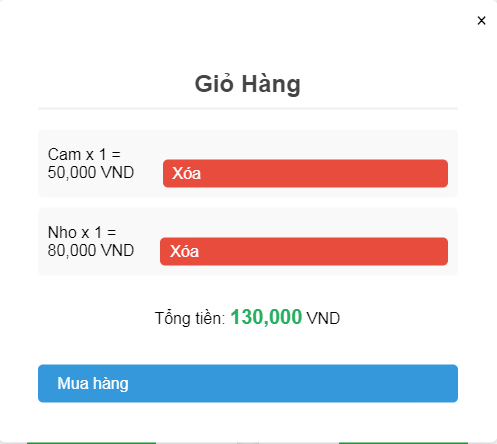 ×
Giỏ Hàng
Cam x 1 =
50,000 VND
Xóa
Nho x 1 =
80,000 VND
Xóa
Tổng tiền: 130,000 VND
Mua hàng